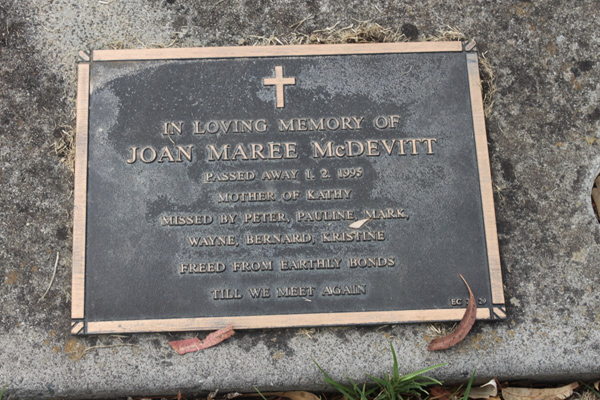 IN LOVING MEMORY OF
JOAN MAREE McDEVITT
PASSED AWAY 1. 2. 1995
MOTHER OF KATHY
MISSED BY PETER, PAULINE, MARK,
WAYNE, BERNARD, KRISTINE
FREED FROM EARTHLY BONDS
TILL WE MEET AGAIN
EC